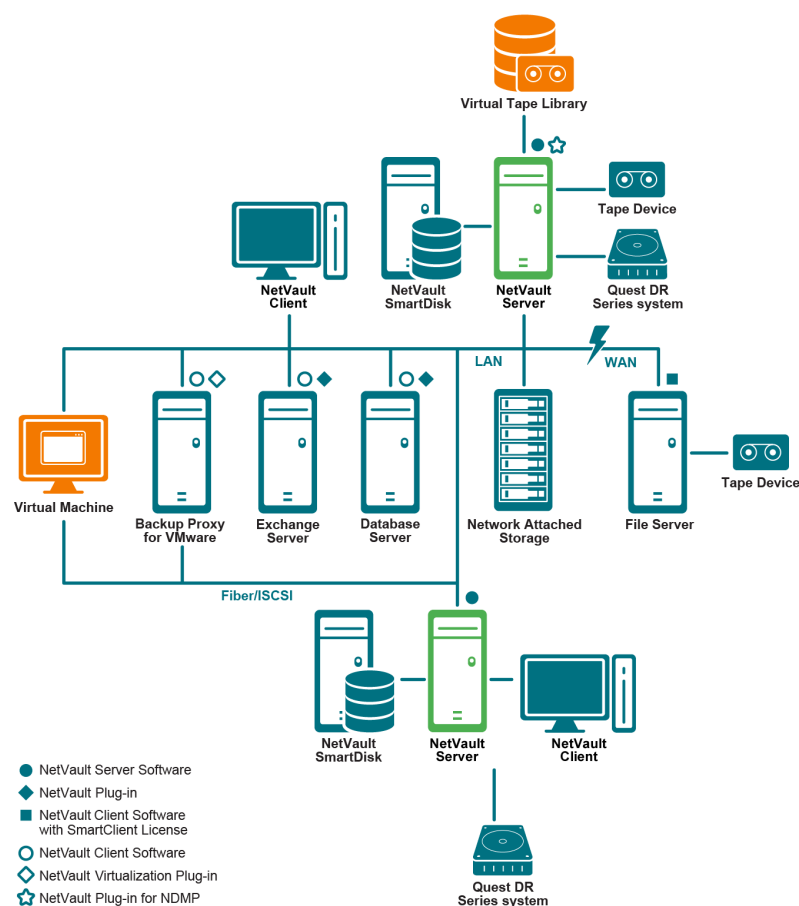 Virtual Tape Library
Tape Device
NetVault
Client
NetVault
SmartDisk
NetVault
Server
Quest DR
Series system
LAN
WAN
Virtual Machine
Backup Proxy
for VMware
Exchange
Server
Database
Server
Network Attached
Storage
File Server
Tape Device
Fiber/ISCSI
NetVault
SmartDisk
NetVault
Server
NetVault
Client
NetVault Server Software
NetVault Plug-in
NetVault Client Software
with SmartClient License
NetVault Client Software
NetVault Virtualization Plug-in
NetVault Plug-in for NDMP
Quest DR
Series system